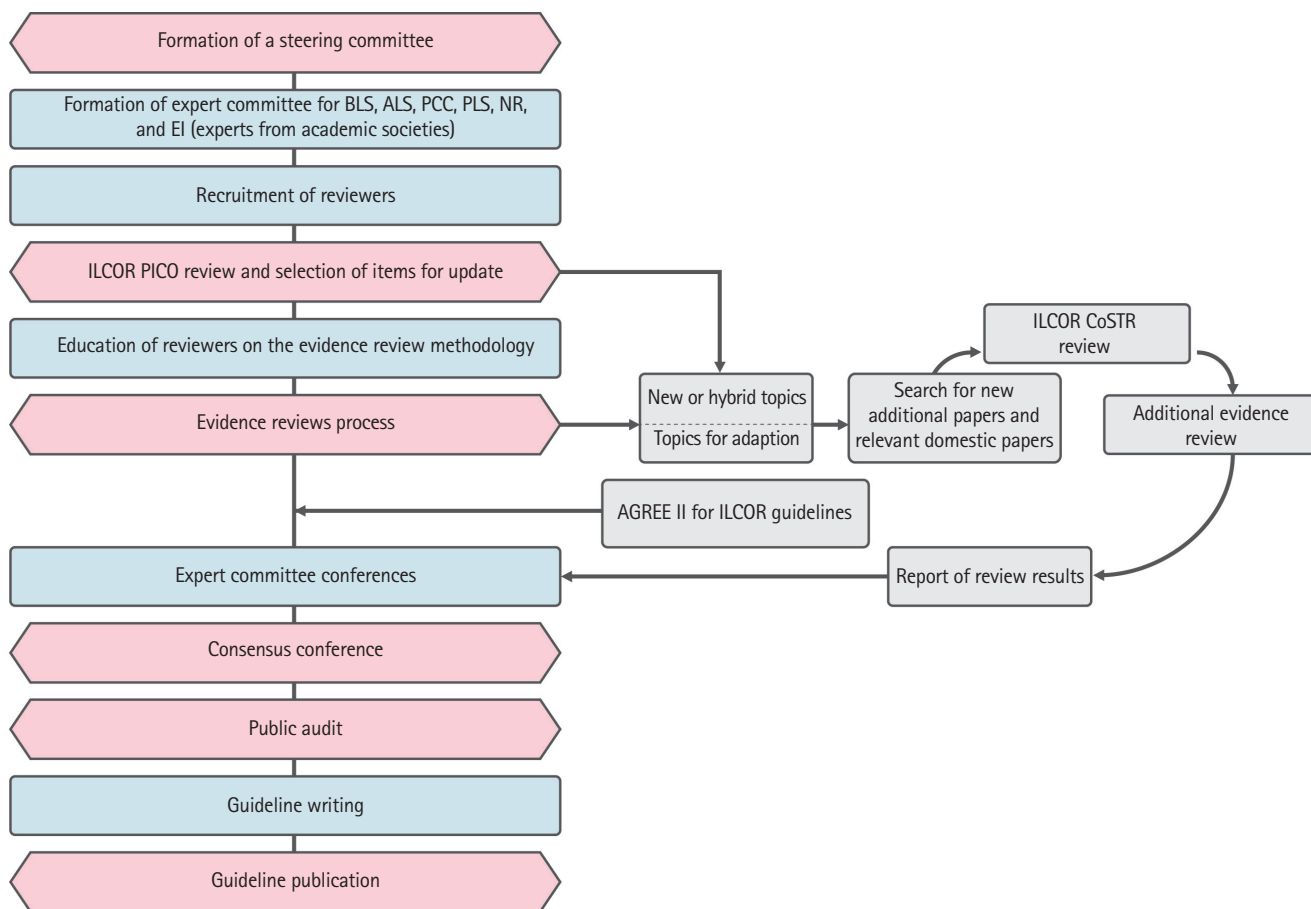 Formation of a steering committee
Formation of expert committee for BLS, ALS, PCC, PLS, NR,
and EI (experts from academic societies)
Recruitment of reviewers
ILCOR PICO review and selection of items for update
Education of reviewers on the evidence review methodology
Evidence reviews process
New or hybrid topics
Topics for adaption
Search for new
additional papers and
relevant domestic papers
ILCOR CoSTR
review
Additional evidence
review
AGREE II for ILCOR guidelines
Report of review results
Expert committee conferences
Consensus conference
Public audit
Guideline writing
Guideline publication